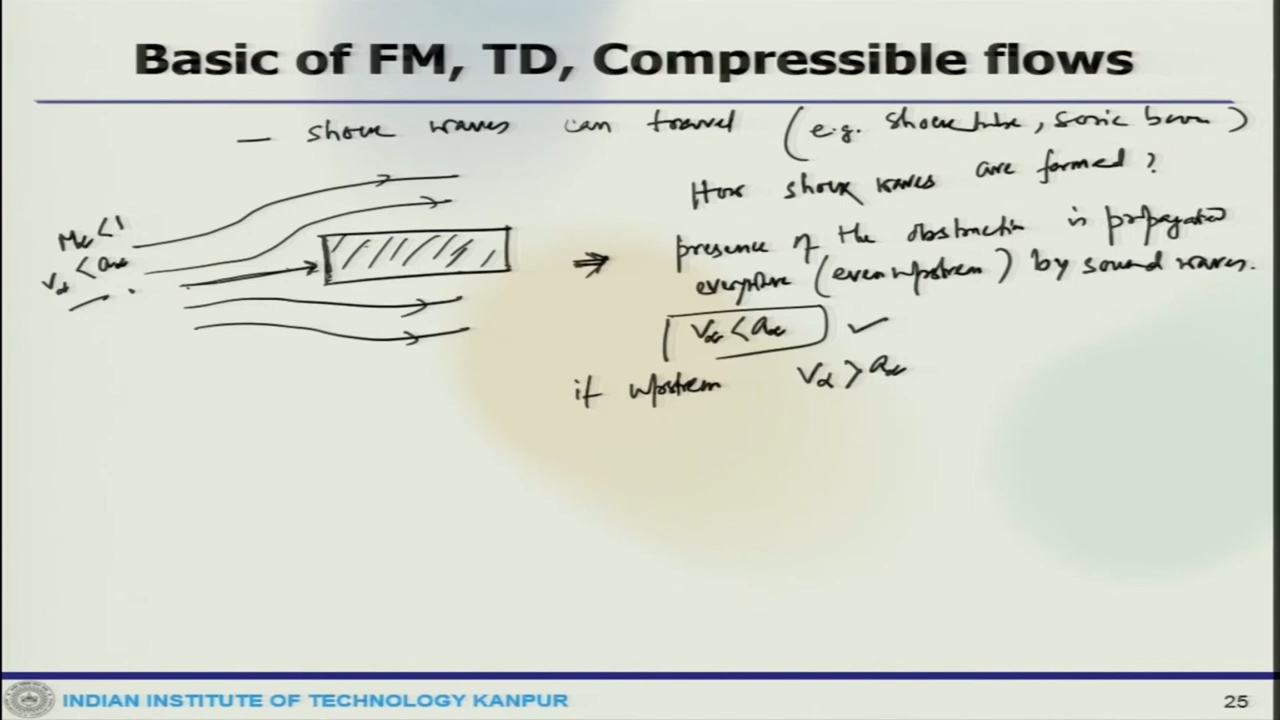 Basic of FM, TD, Compressible flows
— shock waves can travel (e.g. Shock tube, sonic boom)
How shock waves are formed?
M∞<1
V∞ < a∞
presence of the obstruction is propagated
everywhere (even upstream) by sound waves.
V∞ < a∞ ✓
if upstream V∞ > a∞
INDIAN INSTITUTE OF TECHNOLOGY KANPUR
25